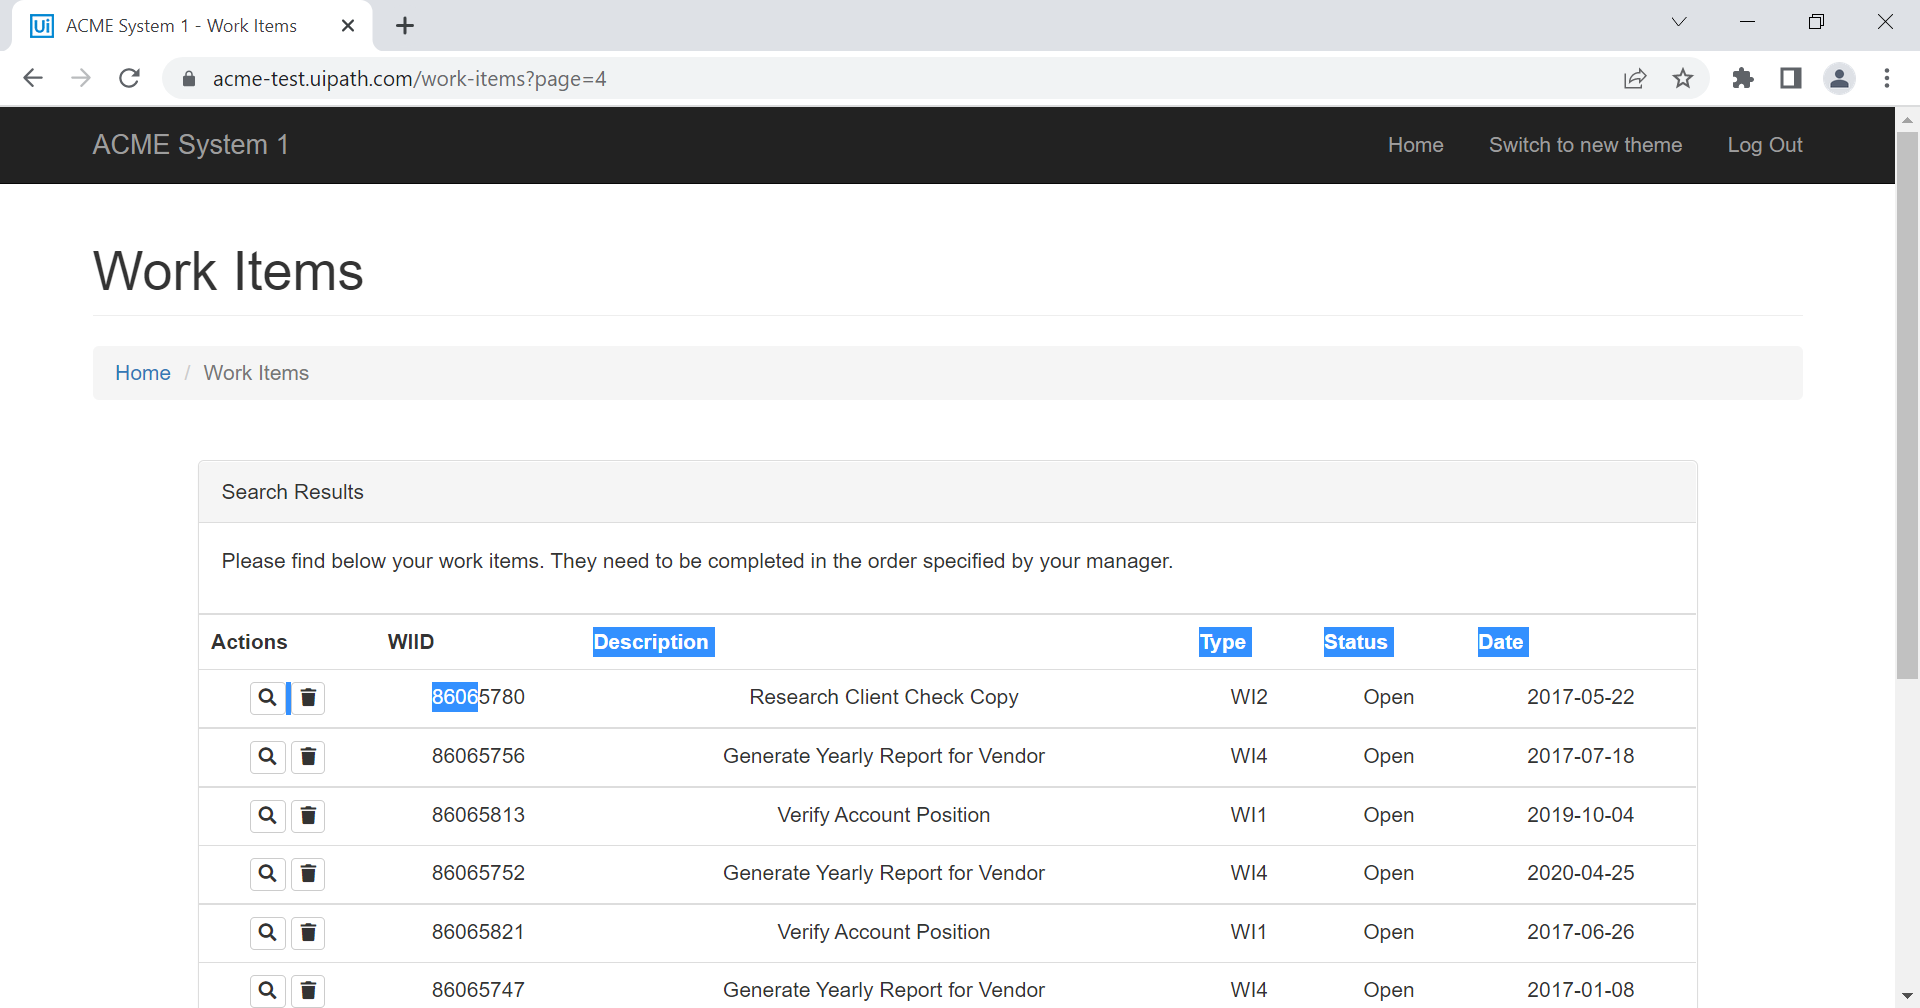 ACME System 1 - Work Items
acme-test.uipath.com/work-items?page=4
ACME System 1 Home Switch to new theme Log Out
Work Items
Home / Work Items
Search Results
Please find below your work items. They need to be completed in the order specified by your manager.
Actions WIID Description Type Status Date
86065780 Research Client Check Copy WI2 Open 2017-05-22
86065756 Generate Yearly Report for Vendor WI4 Open 2017-07-18
86065813 Verify Account Position WI1 Open 2019-10-04
86065752 Generate Yearly Report for Vendor WI4 Open 2020-04-25
86065821 Verify Account Position WI1 Open 2017-06-26
86065747 Generate Yearly Report for Vendor WI4 Open 2017-01-08